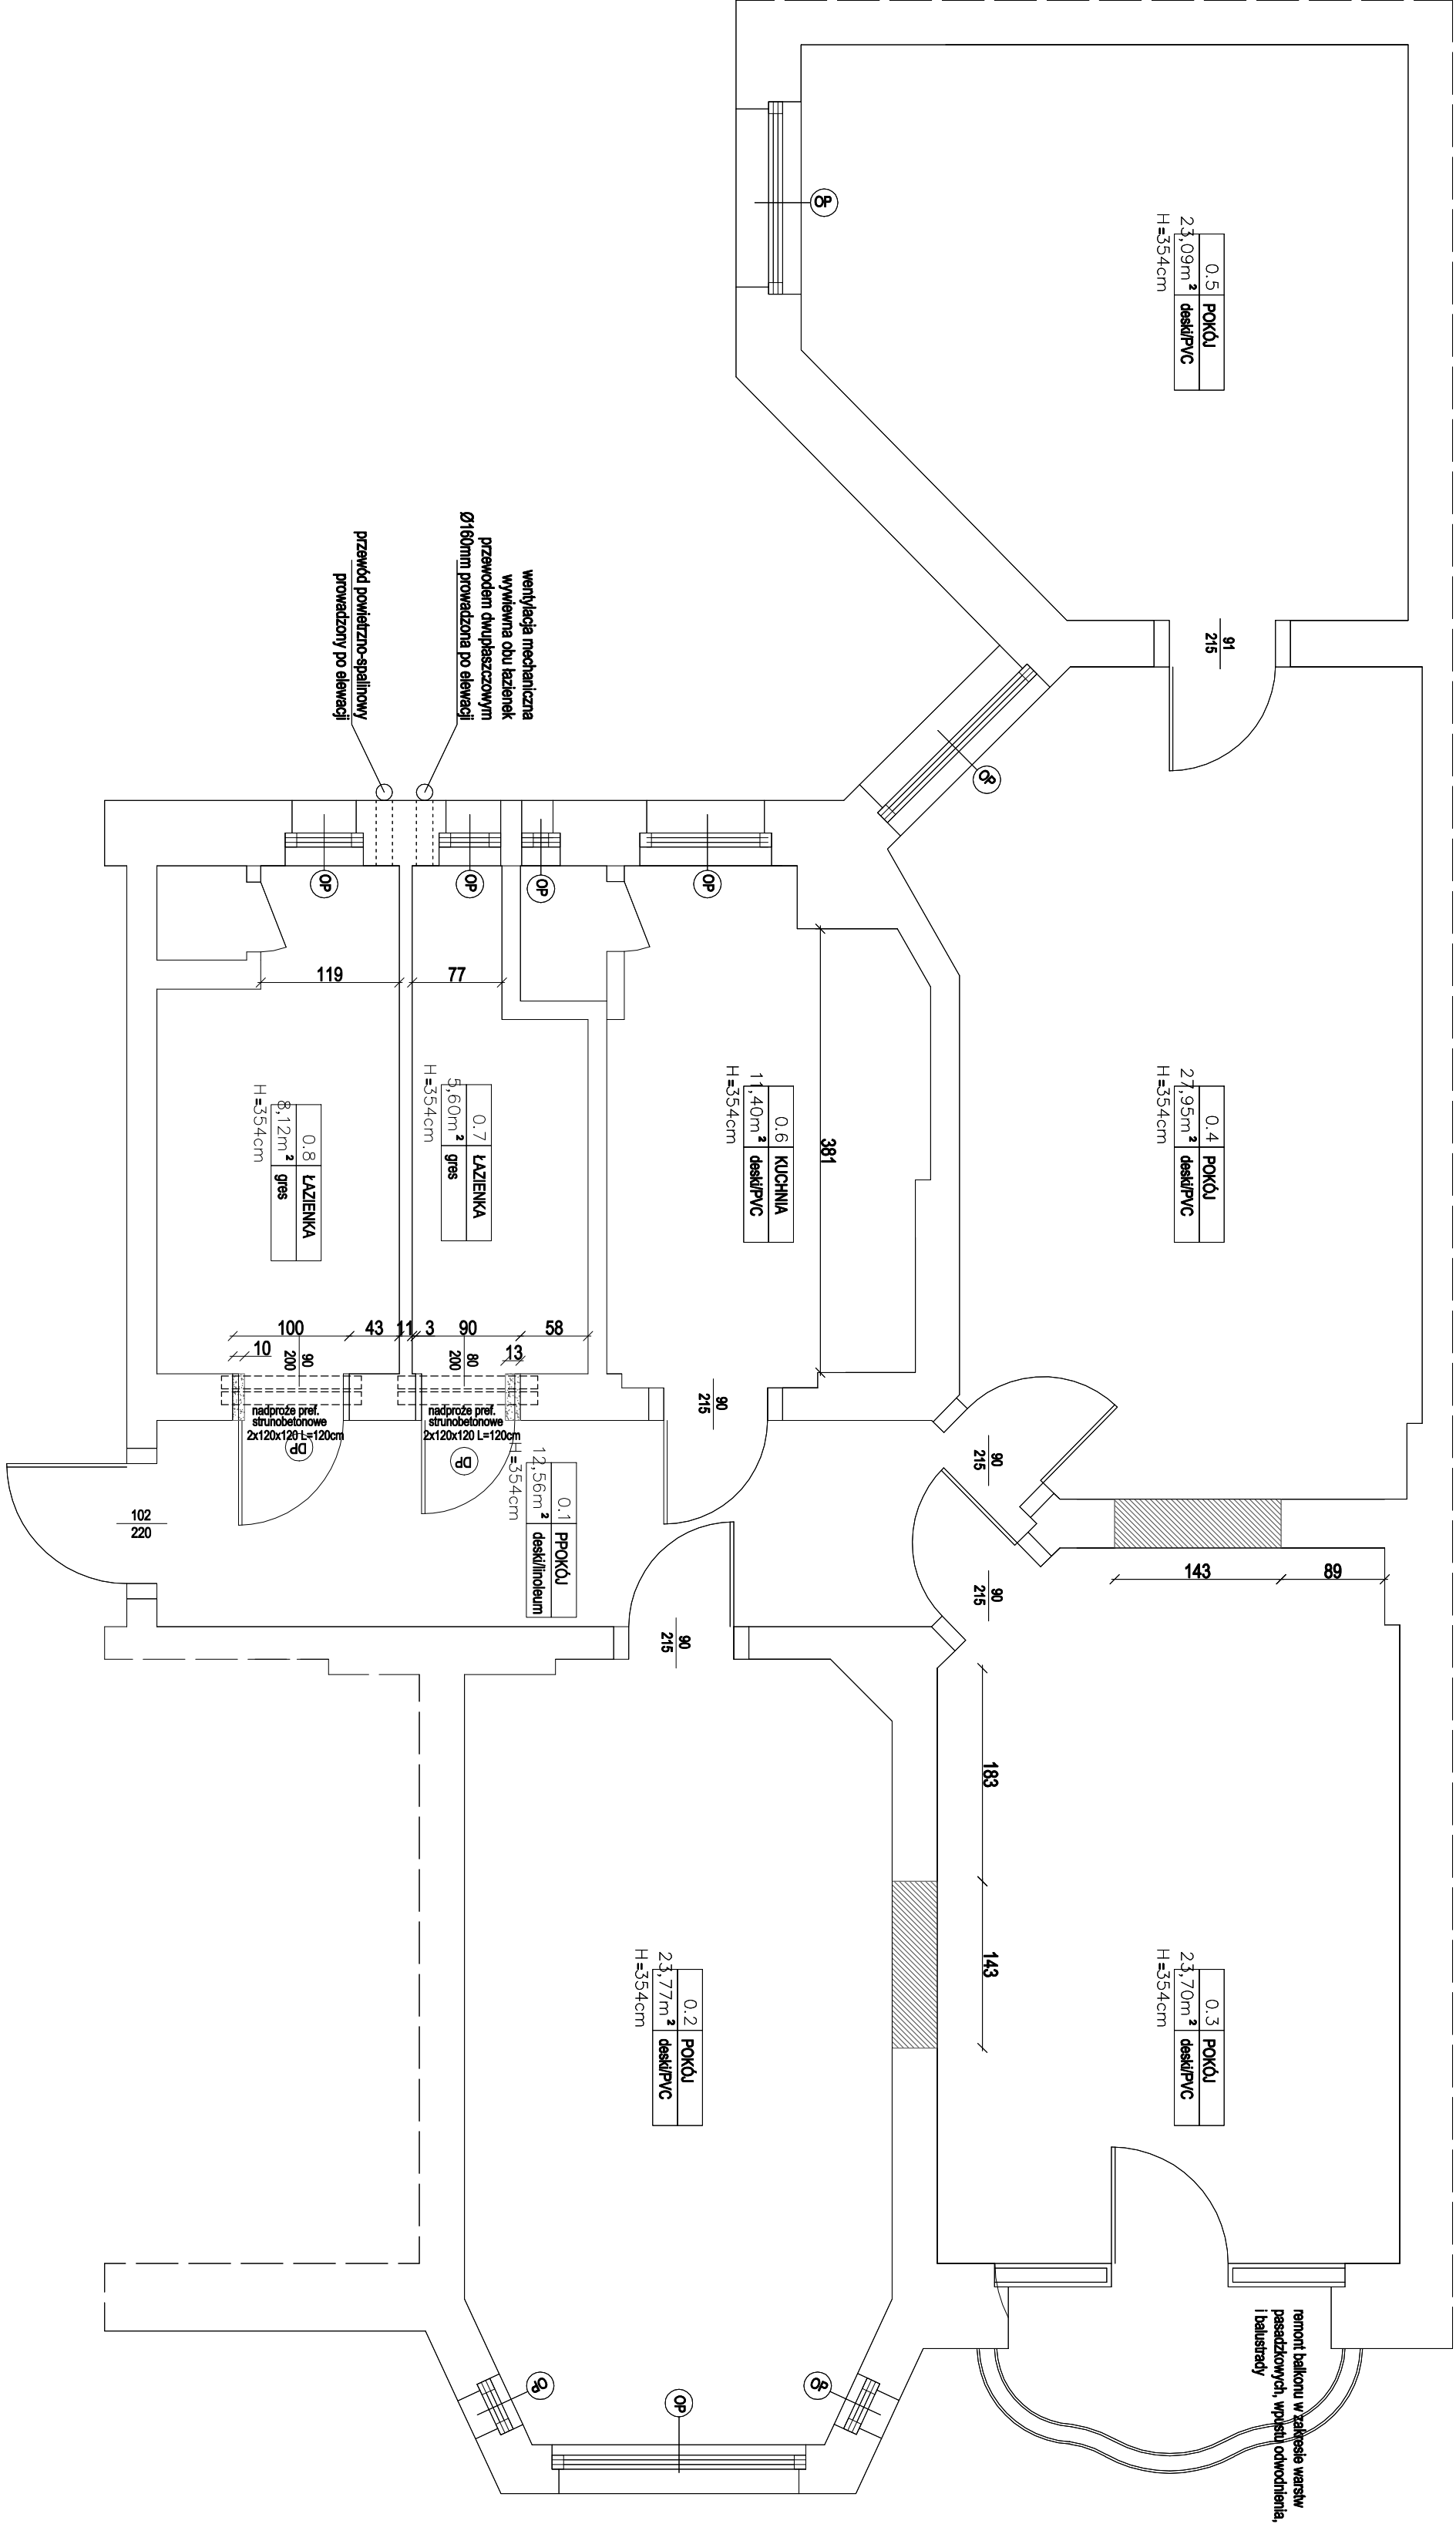 0.5 POKÓJ
23,09m² deski/PVC
H=354cm
OP
91
215
0.4 POKÓJ
27,95m² deski/PVC
H=354cm
OP
wentylacja mechaniczna
wywiewna obu łazienek
przewodem dwupłaszczowym
Ø160mm prowadzona po elewacji
przewód powietrzno-spalinowy
prowadzony po elewacji
OP
OP
OP
OP
119
77
381
0.6 KUCHNIA
11,40m² deski/PVC
H=354cm
0.7 ŁAZIENKA
5,60m² gres
H=354cm
0.8 ŁAZIENKA
8,12m² gres
H=354cm
100
43
11
3
90
58
10
13
90
200
80
200
nadproże pref.
strunobetonowe
2x120x120 L=120cm
nadproże pref.
strunobetonowe
2x120x120 L=120cm
DP
DP
90
215
90
215
90
215
90
215
102
220
0.1 PPOKÓJ
12,56m² deski/linoleum
H=354cm
143
89
183
143
0.3 POKÓJ
23,70m² deski/PVC
H=354cm
0.2 POKÓJ
23,77m² deski/PVC
H=354cm
OP
OP
OP
remont balkonu w zakresie warstw
pasadzkowych, wpustu odwodnienia,
i balustrady